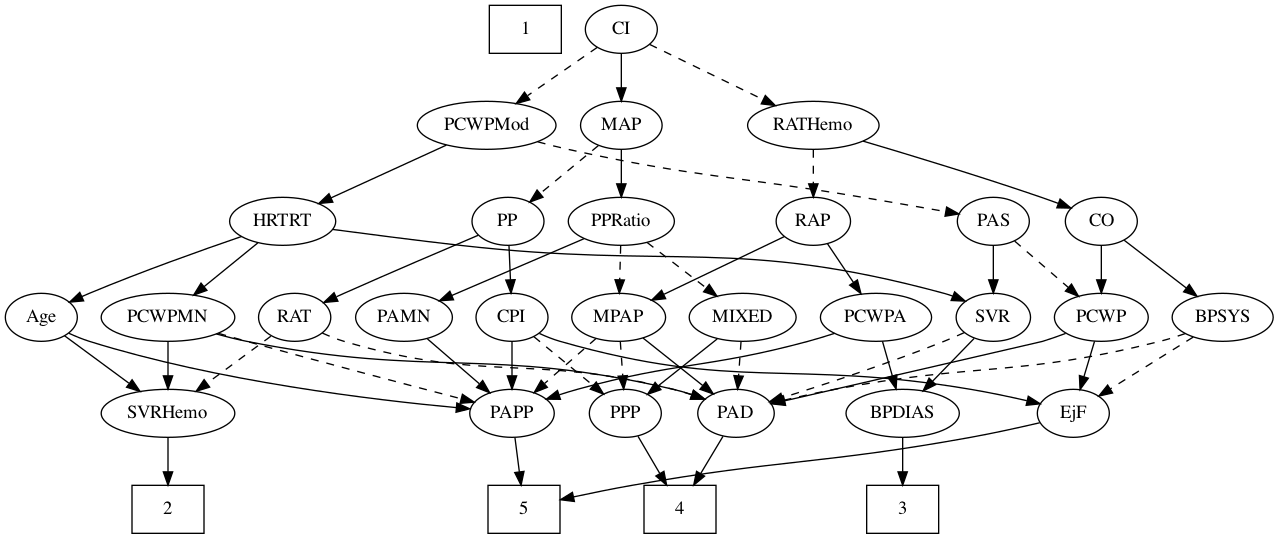 1
CI
PCWPMod
MAP
RATHemo
HRTRT
PP
PPRatio
RAP
PAS
CO
Age
PCWPMN
RAT
PAMN
CPI
MPAP
MIXED
PCWPA
SVR
PCWP
BPSYS
SVRHemo
PAPP
PPP
PAD
BPDIAS
EjF
2
5
4
3